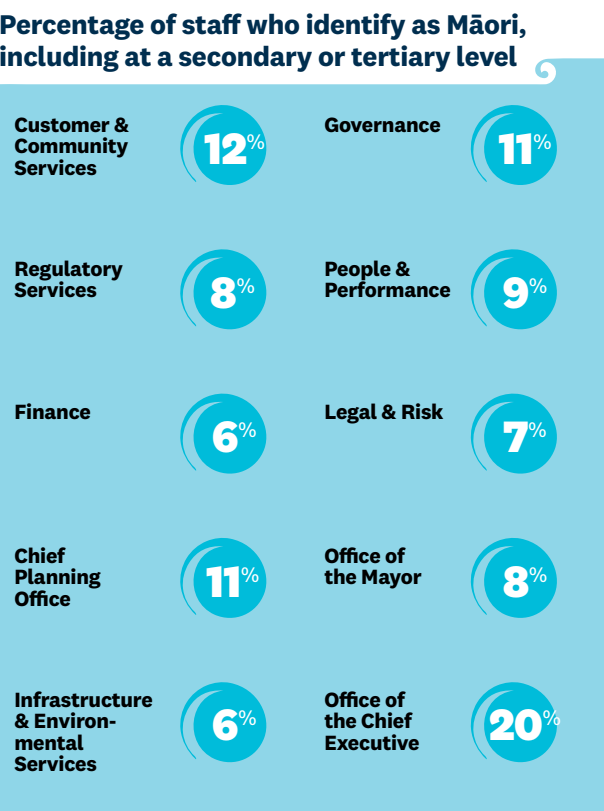 Percentage of staff who identify as Māori,
including at a secondary or tertiary level
Customer &
Community
Services
12%
Governance
11%
Regulatory
Services
8%
People &
Performance
9%
Finance
6%
Legal & Risk
7%
Chief
Planning
Office
11%
Office of
the Mayor
8%
Infrastructure
& Environ-
mental
Services
6%
Office of
the Chief
Executive
20%